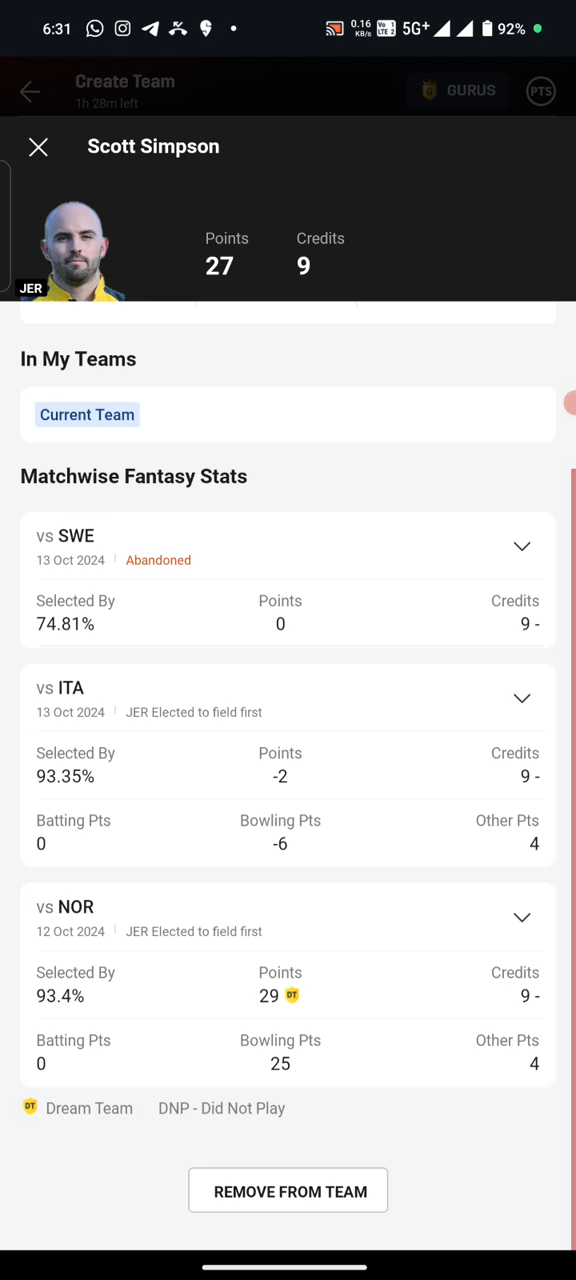 6:31
0.16 KB/s Vo 1 LTE 2 5G+ 92%
Create Team
1h 28m left
GURUS
PTS
Scott Simpson
Points Credits
27 9
JER
In My Teams
Current Team
Matchwise Fantasy Stats
vs SWE
13 Oct 2024 Abandoned
Selected By Points Credits
74.81% 0 9 -
vs ITA
13 Oct 2024 JER Elected to field first
Selected By Points Credits
93.35% -2 9 -
Batting Pts Bowling Pts Other Pts
0 -6 4
vs NOR
12 Oct 2024 JER Elected to field first
Selected By Points Credits
93.4% 29 DT 9 -
Batting Pts Bowling Pts Other Pts
0 25 4
DT Dream Team DNP - Did Not Play
REMOVE FROM TEAM